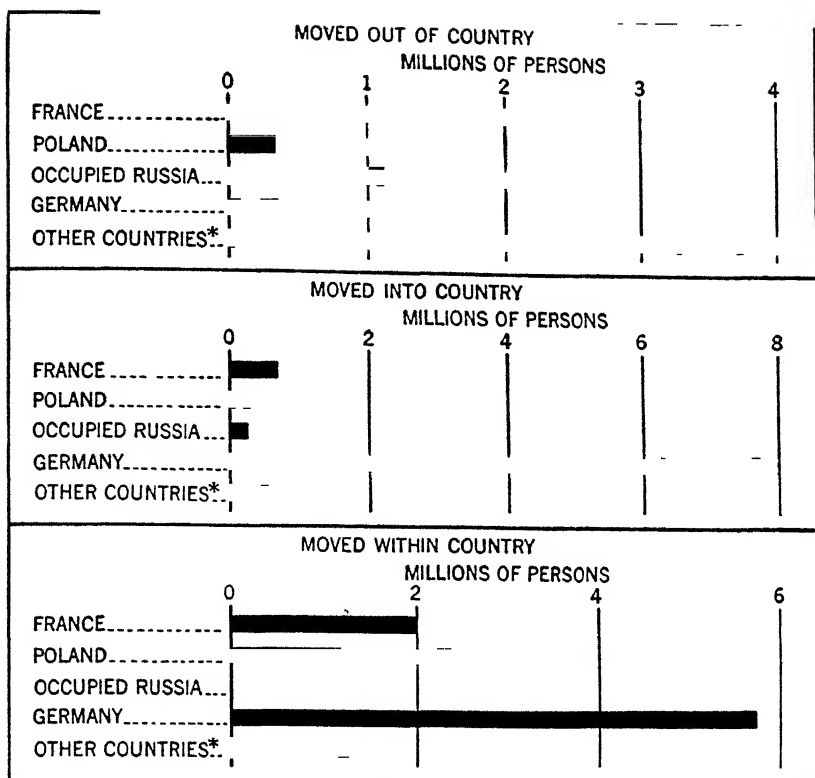 MOVED OUT OF COUNTRY
MILLIONS OF PERSONS
0 1 2 3 4
FRANCE
POLAND
OCCUPIED RUSSIA
GERMANY
OTHER COUNTRIES*
MOVED INTO COUNTRY
MILLIONS OF PERSONS
0 2 4 6 8
FRANCE
POLAND
OCCUPIED RUSSIA
GERMANY
OTHER COUNTRIES*
MOVED WITHIN COUNTRY
MILLIONS OF PERSONS
0 2 4 6
FRANCE
POLAND
OCCUPIED RUSSIA
GERMANY
OTHER COUNTRIES*